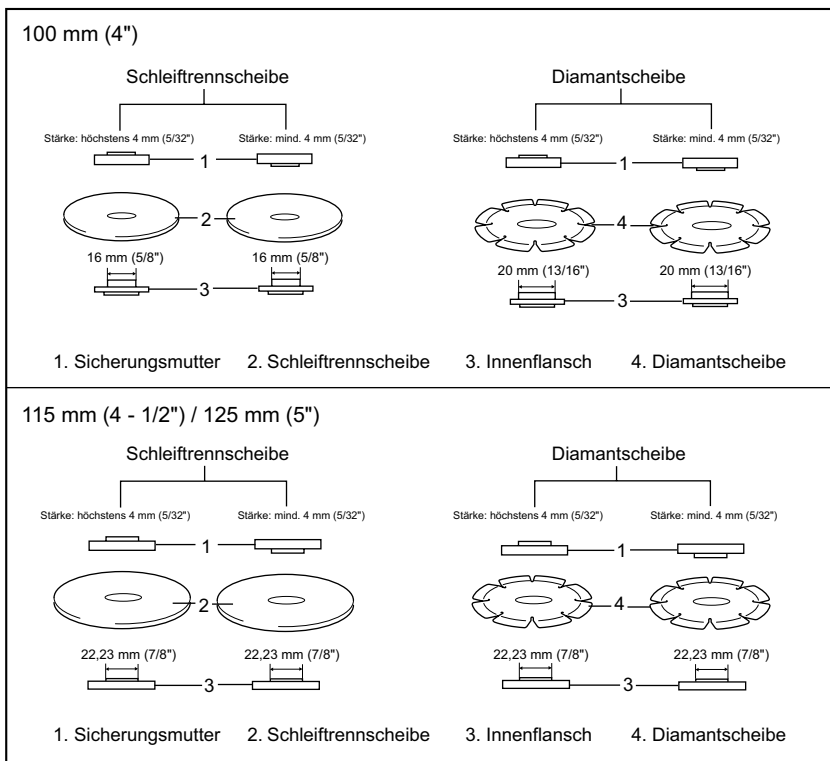 100 mm (4")
Schleiftrennscheibe Diamantscheibe
Stärke: höchstens 4 mm (5/32") Stärke: mind. 4 mm (5/32") Stärke: höchstens 4 mm (5/32") Stärke: mind. 4 mm (5/32")
1 1
2 4
16 mm (5/8") 16 mm (5/8") 20 mm (13/16") 20 mm (13/16")
3 3
1. Sicherungsmutter 2. Schleiftrennscheibe 3. Innenflansch 4. Diamantscheibe
115 mm (4 - 1/2") / 125 mm (5")
Schleiftrennscheibe Diamantscheibe
Stärke: höchstens 4 mm (5/32") Stärke: mind. 4 mm (5/32") Stärke: höchstens 4 mm (5/32") Stärke: mind. 4 mm (5/32")
1 1
2 4
22,23 mm (7/8") 22,23 mm (7/8") 22,23 mm (7/8") 22,23 mm (7/8")
3 3
1. Sicherungsmutter 2. Schleiftrennscheibe 3. Innenflansch 4. Diamantscheibe